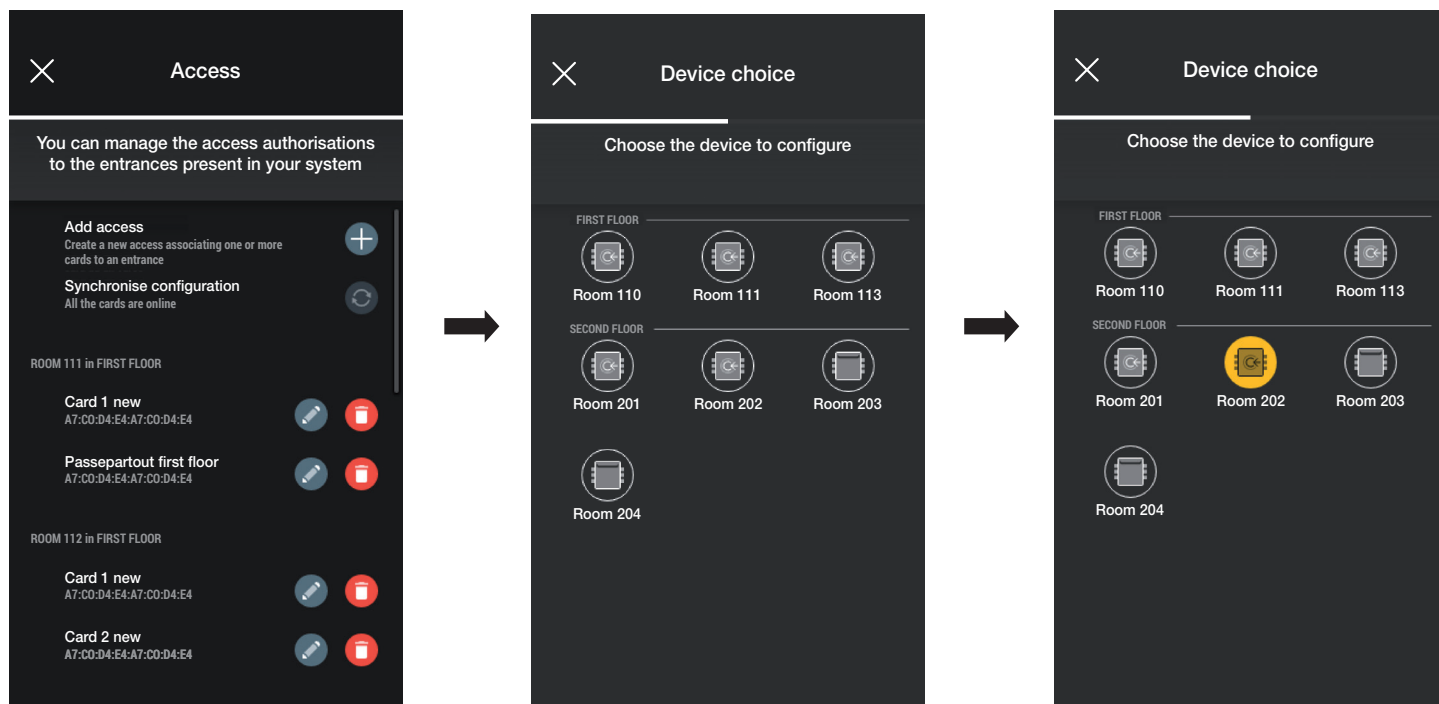 Access
You can manage the access authorisations
to the entrances present in your system
Add access
Create a new access associating one or more
cards to an entrance
Synchronise configuration
All the cards are online
ROOM 111 in FIRST FLOOR
Card 1 new
A7:C0:D4:E4:A7:C0:D4:E4
Passepartout first floor
A7:C0:D4:E4:A7:C0:D4:E4
ROOM 112 in FIRST FLOOR
Card 1 new
A7:C0:D4:E4:A7:C0:D4:E4
Card 2 new
A7:C0:D4:E4:A7:C0:D4:E4
Device choice
Choose the device to configure
FIRST FLOOR
Room 110 Room 111 Room 113
SECOND FLOOR
Room 201 Room 202 Room 203
Room 204
Device choice
Choose the device to configure
FIRST FLOOR
Room 110 Room 111 Room 113
SECOND FLOOR
Room 201 Room 202 Room 203
Room 204